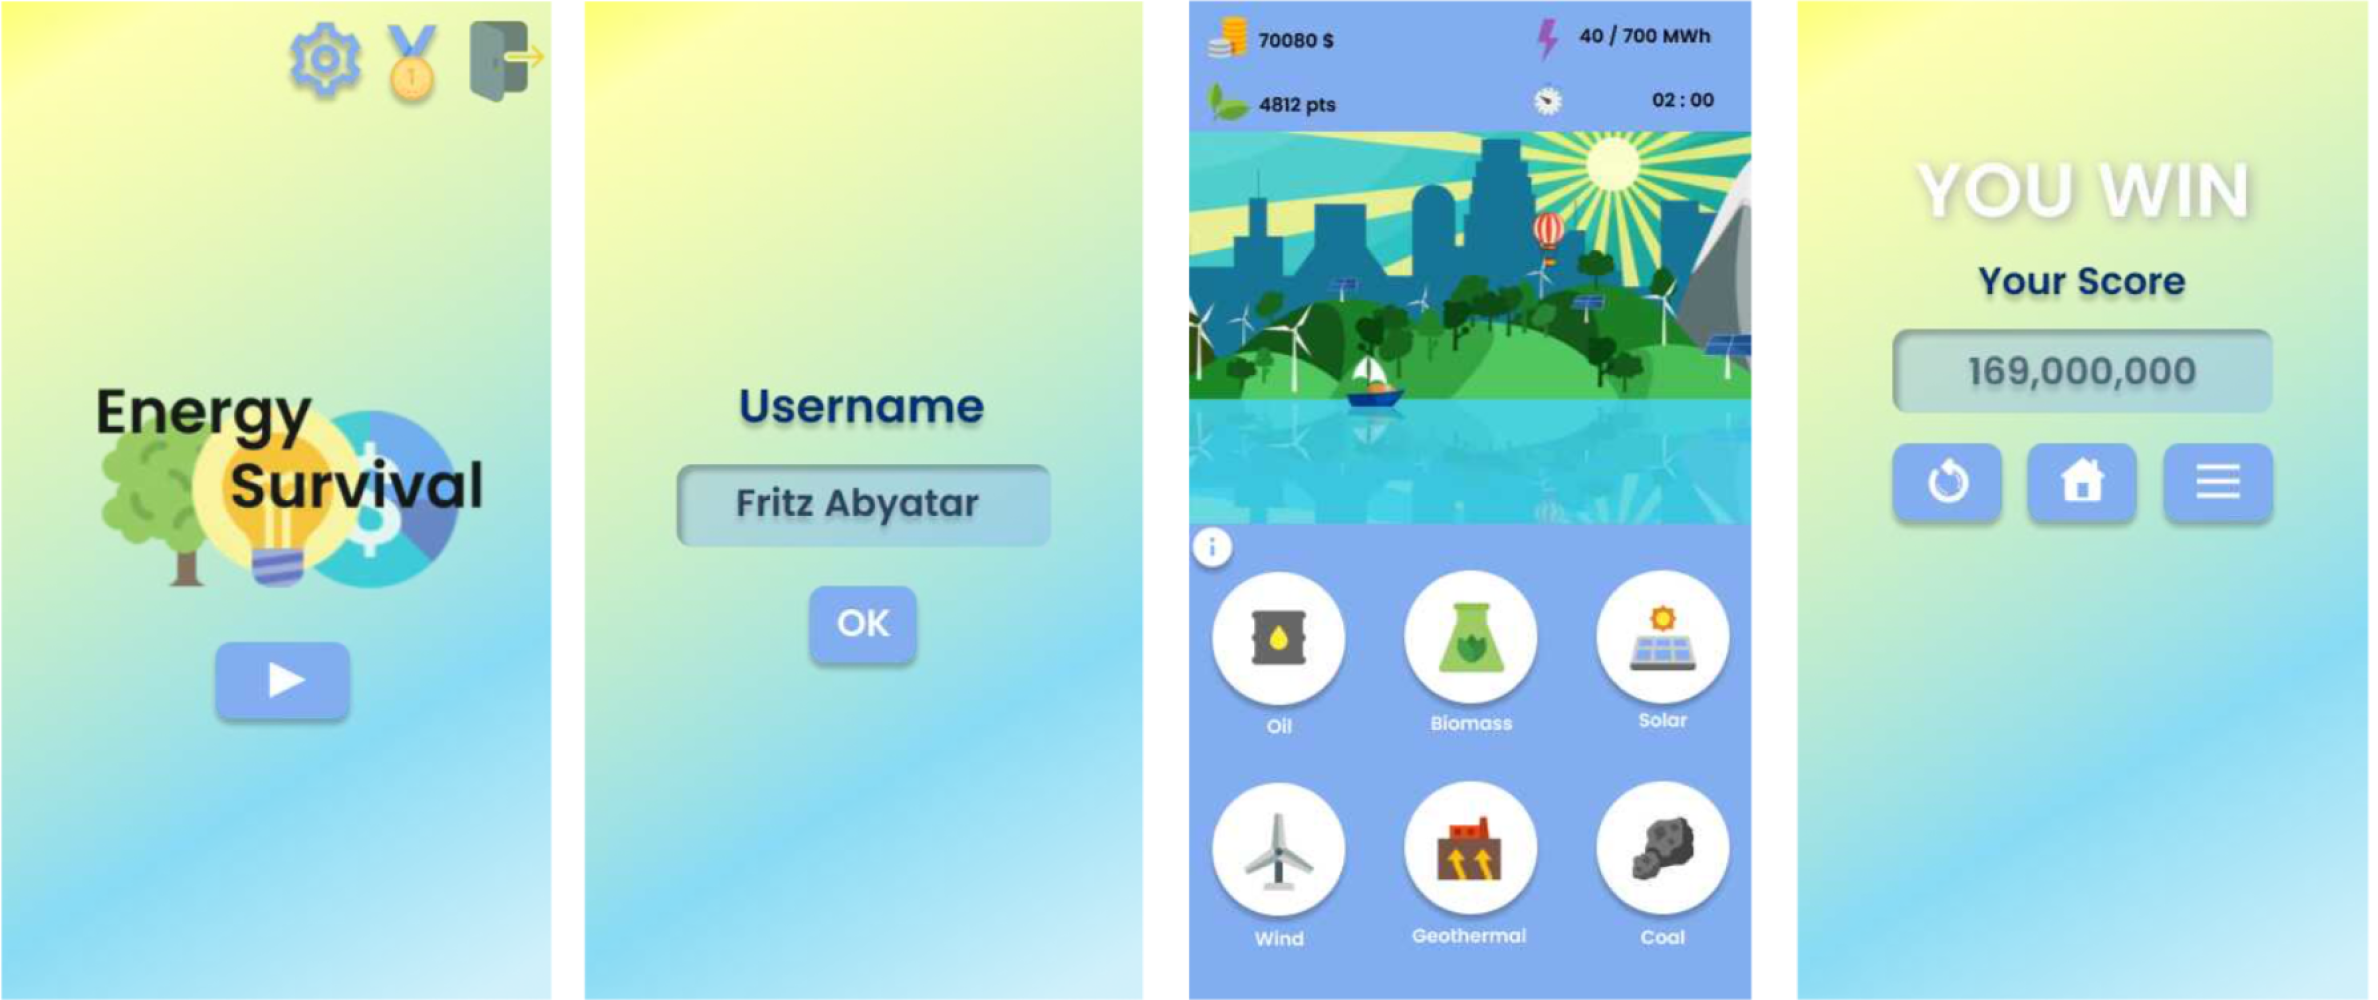 Energy
Survival
Username
Fritz Abyatar
OK
70080 $
40 / 700 MWh
4812 pts
02 : 00
i
Oil
Biomass
Solar
Wind
Geothermal
Coal
YOU WIN
Your Score
169,000,000
1